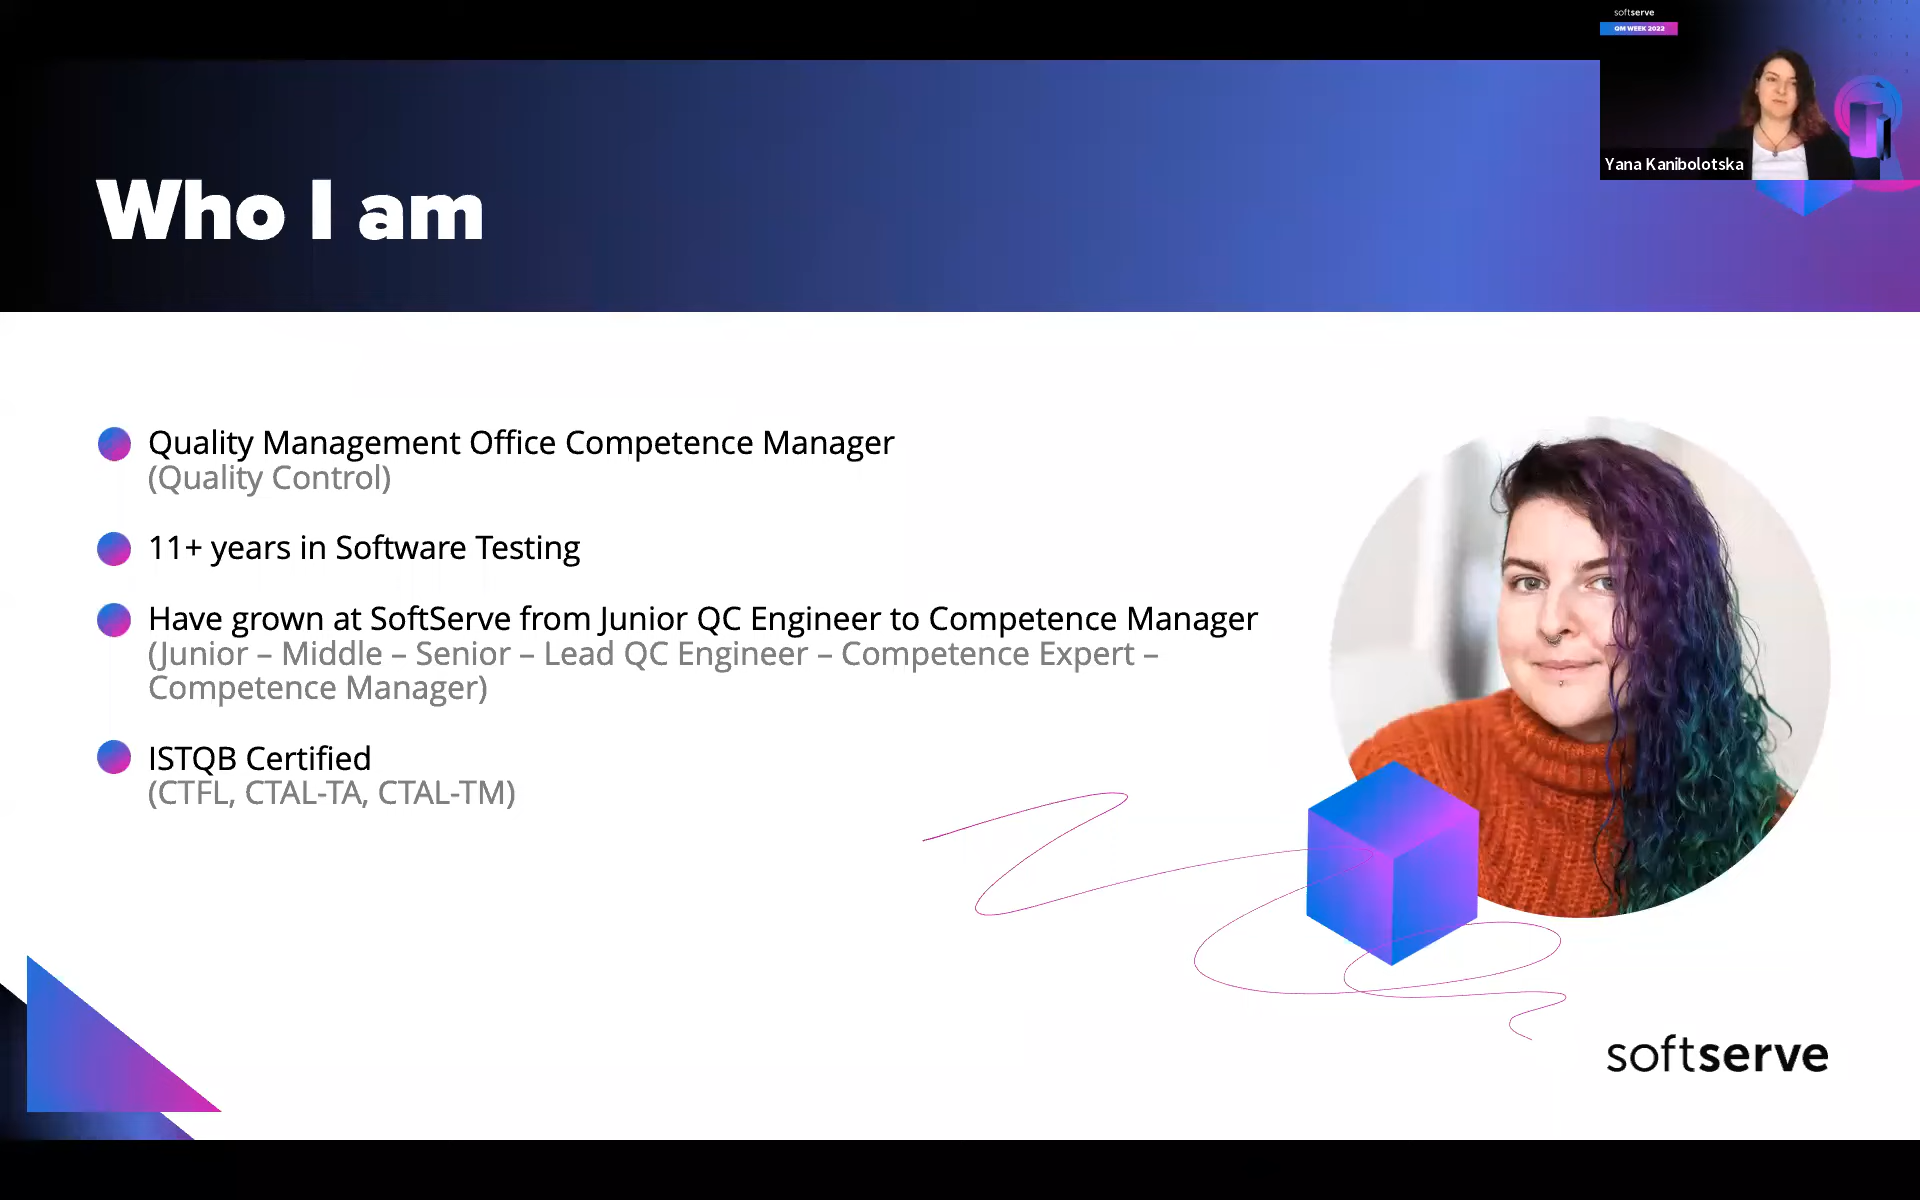 softserve
QM WEEK 2022
Yana Kanibolotska
Who I am
Quality Management Office Competence Manager
(Quality Control)
11+ years in Software Testing
Have grown at SoftServe from Junior QC Engineer to Competence Manager
(Junior – Middle – Senior – Lead QC Engineer – Competence Expert –
Competence Manager)
ISTQB Certified
(CTFL, CTAL-TA, CTAL-TM)
softserve